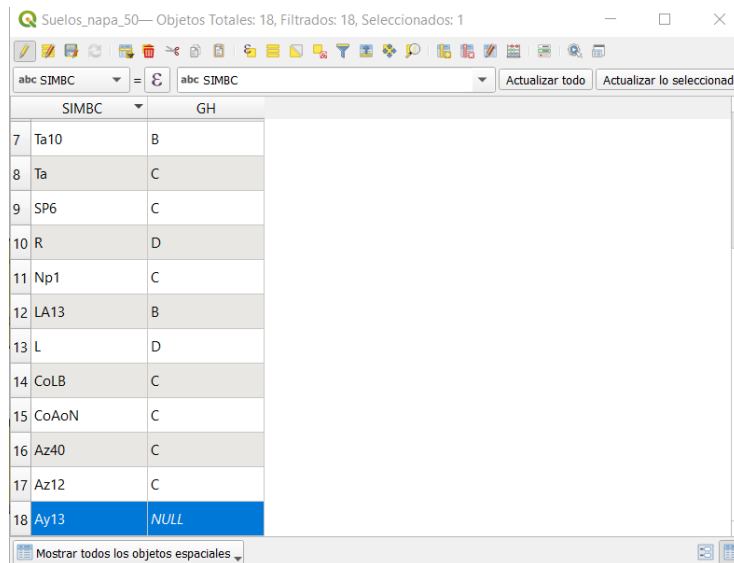 Suelos_napa_50— Objetos Totales: 18, Filtrados: 18, Seleccionados: 1
abc SIMBC = ε abc SIMBC Actualizar todo Actualizar lo seleccionad
SIMBC GH
7 Ta10 B
8 Ta C
9 SP6 C
10 R D
11 Np1 C
12 LA13 B
13 L D
14 CoLB C
15 CoAoN C
16 Az40 C
17 Az12 C
18 Ay13 NULL
Mostrar todos los objetos espaciales